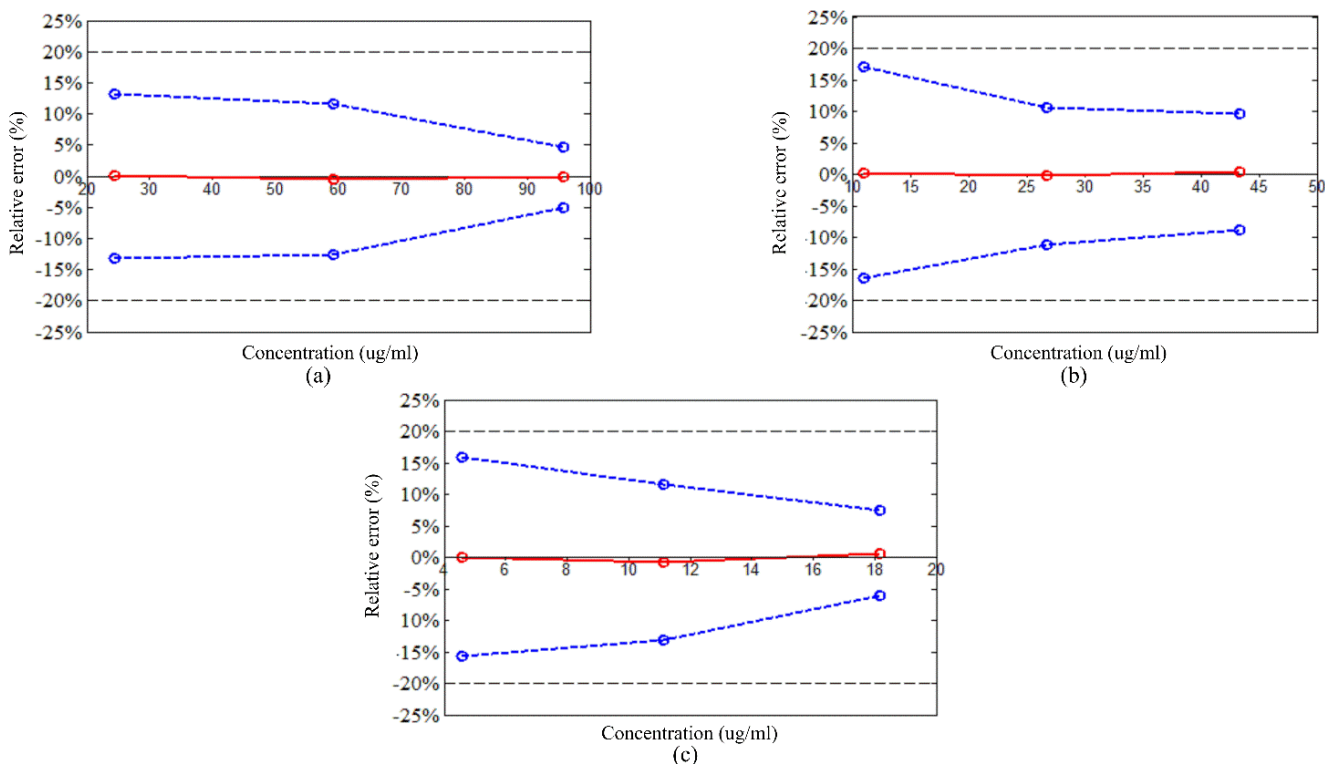 25%
20%
15%
10%
5%
0%
-5%
-10%
-15%
-20%
-25%
20 30 40 50 60 70 80 90 100
Relative error (%)
Concentration (ug/ml)
(a)
25%
20%
15%
10%
5%
0%
-5%
-10%
-15%
-20%
-25%
10 15 20 25 30 35 40 45 50
Relative error (%)
Concentration (ug/ml)
(b)
25%
20%
15%
10%
5%
0%
-5%
10%
-15%
-20%
-25%
4 6 8 10 12 14 16 18 20
Relative error (%)
Concentration (ug/ml)
(c)